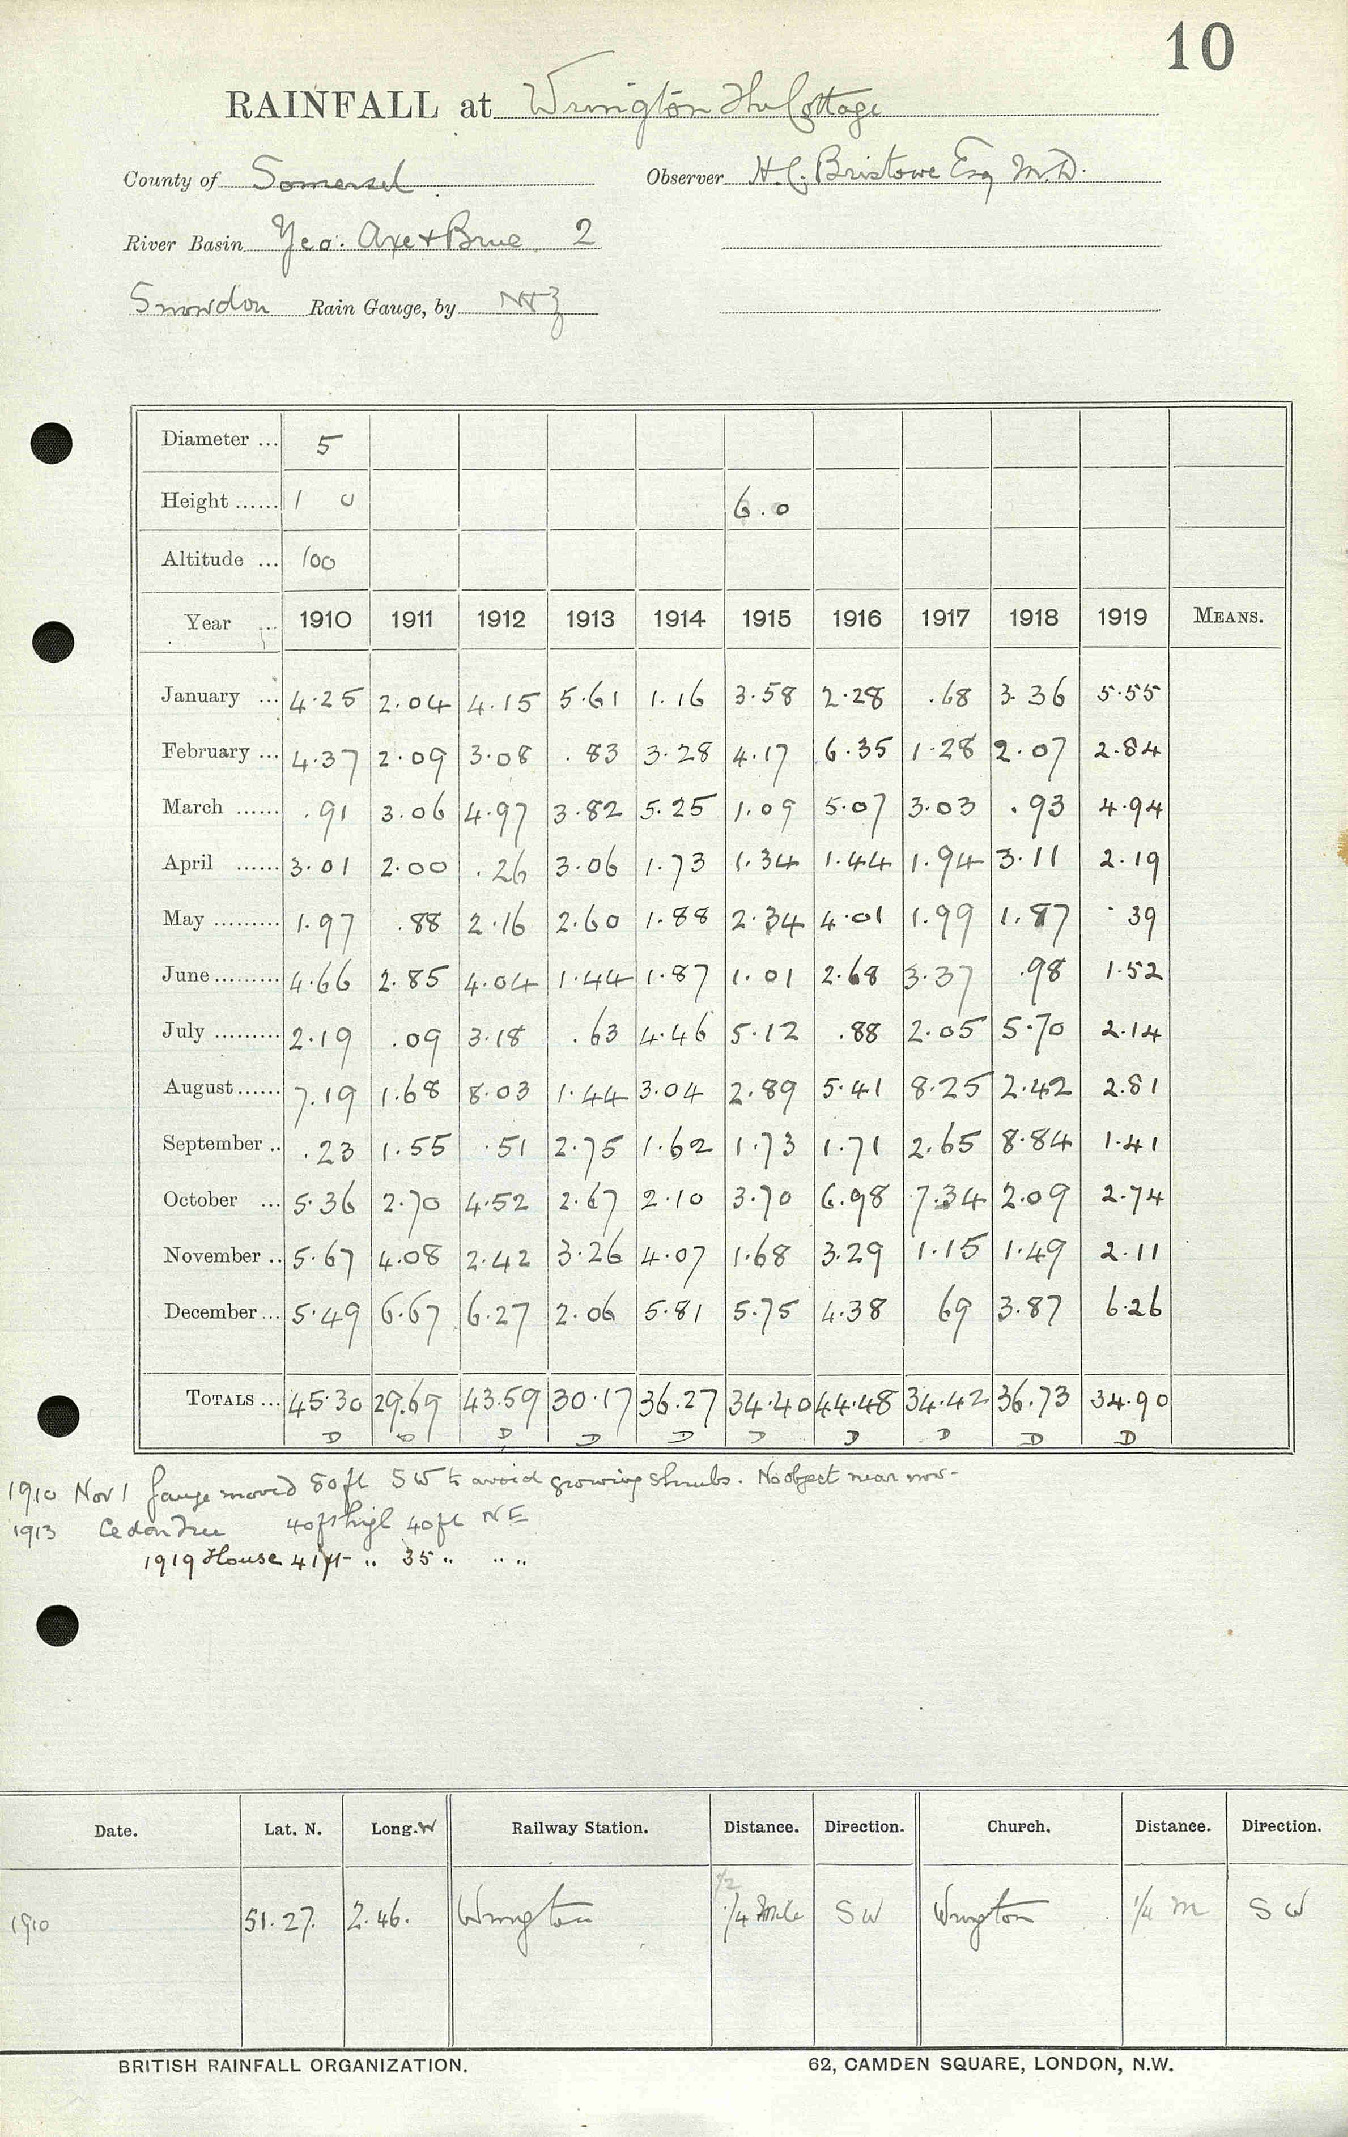 10
RAINFALL at Wrington The Cottage
County of Somerset. Observer H. C. Bristowe Esq M.D.
River Basin Yeo. Axe + Brue 2
Snowdon Rain Gauge, by N+Z
Diameter ... 5
Height ...... 1 0 6.0
Altitude ... 100
Year ... 1910 1911 1912 1913 1914 1915 1916 1917 1918 1919 MEANS.
January ... 4.25 2.04 4.15 5.61 1.16 3.58 2.28 .68 3.36 5.55
February ... 4.37 2.09 3.08 .83 3.28 4.17 6.35 1.28 2.07 2.84
March ...... .91 3.06 4.97 3.82 5.25 1.09 5.07 3.03 .93 4.94
April ...... 3.01 2.00 .26 3.06 1.73 1.34 1.44 1.94 3.11 2.19
May ......... 1.97 .88 2.16 2.60 1.88 2.34 4.01 1.99 1.87 .39
June ......... 4.66 2.85 4.04 1.44 1.87 1.01 2.68 3.37 .98 1.52
July ......... 2.19 .09 3.18 .63 4.46 5.12 .88 2.05 5.70 2.14
August ...... 7.19 1.68 8.03 1.44 3.04 2.89 5.41 8.25 2.42 2.81
September .. .23 1.55 .51 2.75 1.62 1.73 1.71 2.65 8.84 1.41
October ... 5.36 2.70 4.52 2.67 2.10 3.70 6.98 7.34 2.09 2.74
November .. 5.67 4.08 2.42 3.26 4.07 1.68 3.29 1.15 1.49 2.11
December ... 5.49 6.67 6.27 2.06 5.81 5.75 4.38 69 3.87 6.26
TOTALS ... 45.30 29.69 43.59 30.17 36.27 34.40 44.48 34.42 36.73 34.90
D D D D D D D D D D
1910 Nov 1 Gauge moved 80 ft SW to avoid growing shrubs. No object near now -
1913 Cedar Tree 40 ft high 40 ft NE
1919 House 41 ft " 35 " " "
Date. Lat. N. Long. W Railway Station. Distance. Direction. Church. Distance. Direction.
1/2
1910 51.27. 2.46. Wrington 1/4 Mile SW Wrington 1/4 m SW
BRITISH RAINFALL ORGANIZATION. 62, CAMDEN SQUARE, LONDON, N.W.